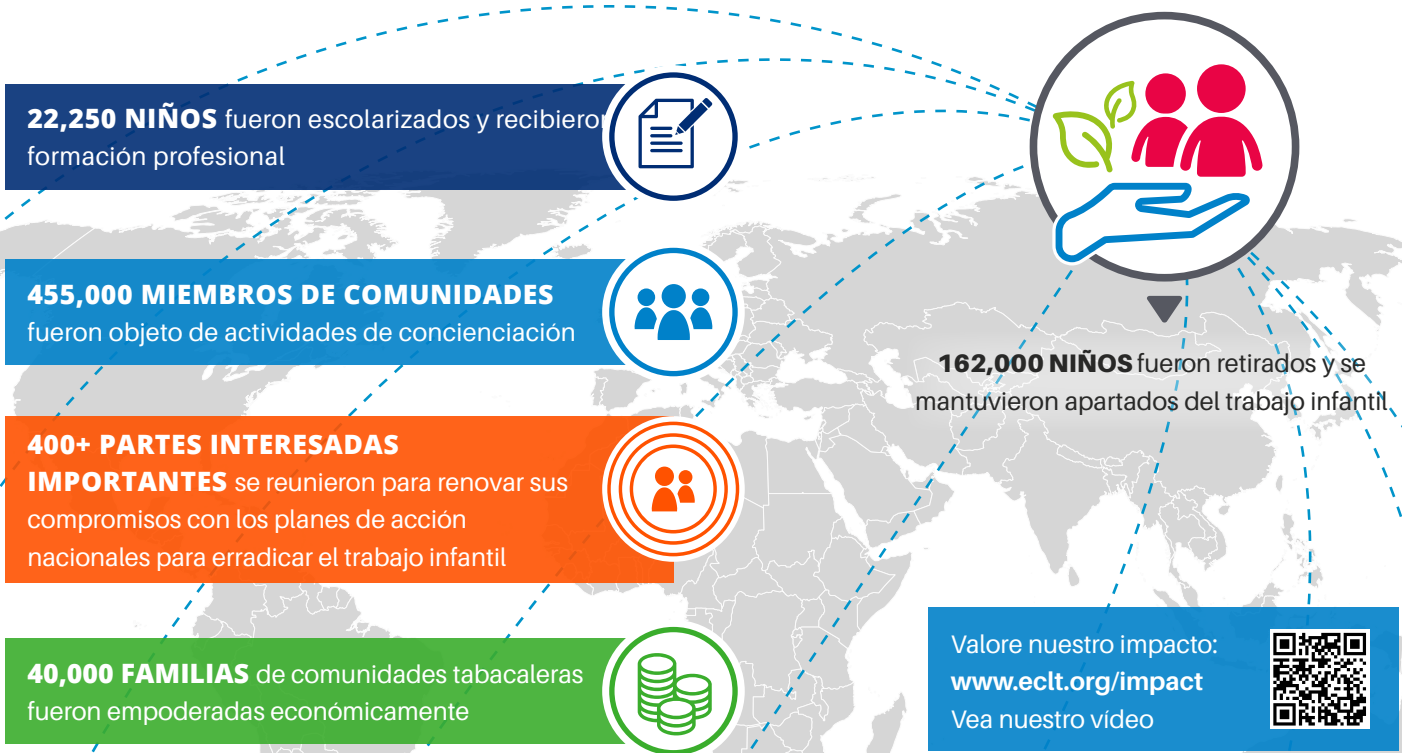 22,250 NIÑOS fueron escolarizados y recibieron
formación profesional
455,000 MIEMBROS DE COMUNIDADES
fueron objeto de actividades de concienciación
400+ PARTES INTERESADAS
IMPORTANTES se reunieron para renovar sus
compromisos con los planes de acción
nacionales para erradicar el trabajo infantil
40,000 FAMILIAS de comunidades tabacaleras
fueron empoderadas económicamente
162,000 NIÑOS fueron retirados y se
mantuvieron apartados del trabajo infantil
Valore nuestro impacto:
www.eclt.org/impact
Vea nuestro vídeo